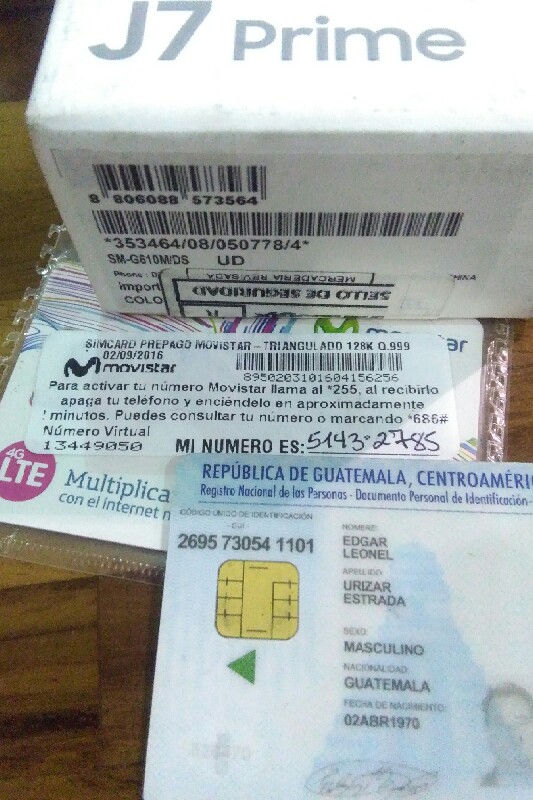 J7 Prime
8 806088 573564
*353464/08/050778/4*
SM-G610M/DS UD
Phone: D
MERCADERIA REVISADA
import
SELLO DE SEGURIDAD
COLO
SIMCARD PREPAGO MOVISTAR – TRIANGULADO 128K Q.999
02/09/2016
movistar
8950203101604156256
Para activar tu número Movistar llama al *255, al recibirlo
apaga tu teléfono y enciéndelo en aproximadamente
minutos. Puedes consultar tu número o marcando *686#
Número Virtual
13449050 MI NUMERO ES: 5143-2785
4G
LTE
Multiplica
con el internet
REPÚBLICA DE GUATEMALA, CENTROAMÉRIC
Registro Nacional de las Personas - Documento Personal de Identificación-
CÓDIGO ÚNICO DE IDENTIFICACIÓN
-CUI-
2695 73054 1101
NOMBRE:
EDGAR
LEONEL
APELLIDO:
URIZAR
ESTRADA
SEXO:
MASCULINO
NACIONALIDAD:
GUATEMALA
FECHA DE NACIMIENTO:
02ABR1970